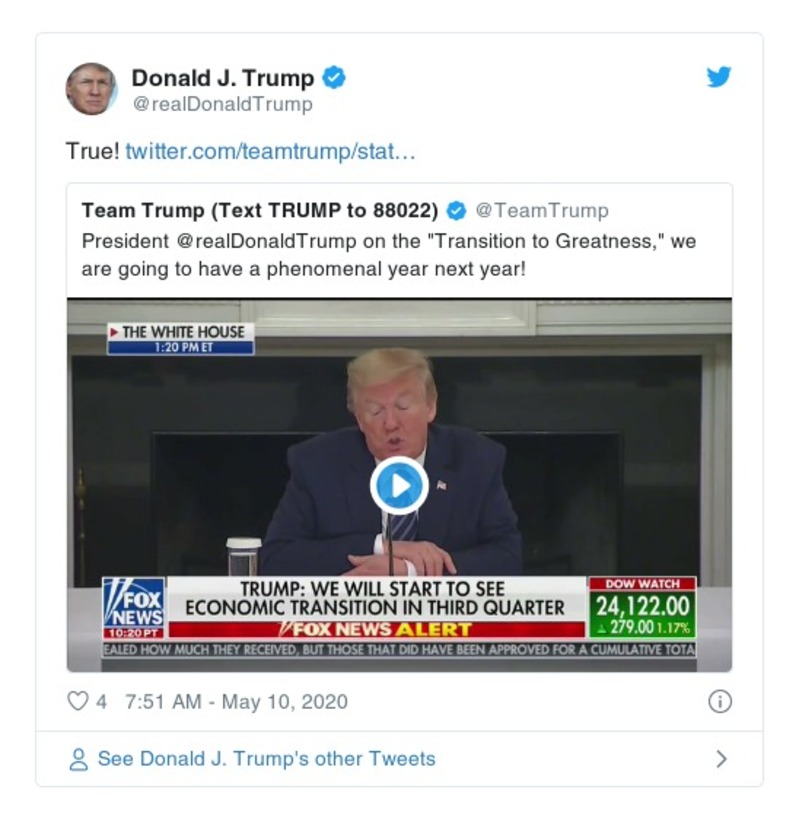 Donald J. Trump
@realDonaldTrump
True! twitter.com/teamtrump/stat…
Team Trump (Text TRUMP to 88022) @TeamTrump
President @realDonaldTrump on the "Transition to Greatness," we
are going to have a phenomenal year next year!
THE WHITE HOUSE
1:20 PM ET
TRUMP: WE WILL START TO SEE
ECONOMIC TRANSITION IN THIRD QUARTER
FOX NEWS ALERT
FOX
NEWS
10:20 PT
DOW WATCH
24,122.00
279.00 1.17%
EALED HOW MUCH THEY RECEIVED, BUT THOSE THAT DID HAVE BEEN APPROVED FOR A CUMULATIVE TOTA
4 7:51 AM - May 10, 2020
See Donald J. Trump's other Tweets